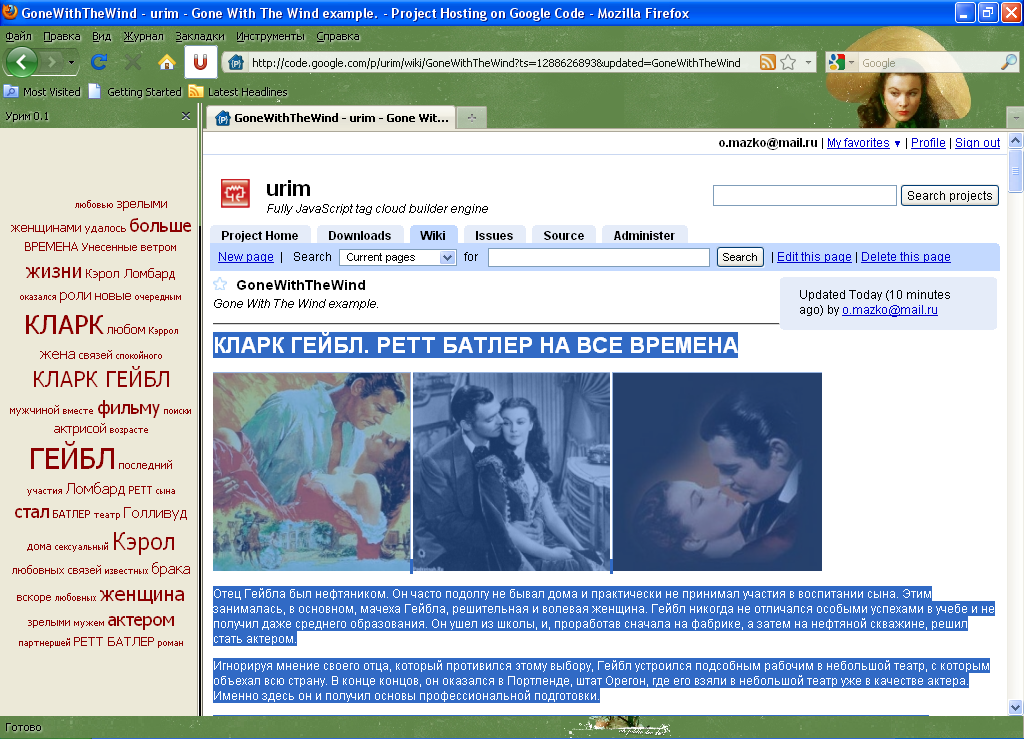 GoneWithTheWind - urim - Gone With The Wind example. - Project Hosting on Google Code - Mozilla Firefox
Файл Правка Вид Журнал Закладки Инструменты Справка
http://code.google.com/p/urim/wiki/GoneWithTheWind?ts=1288626893&updated=GoneWithTheWind
Google
Most Visited Getting Started Latest Headlines
Урим 0.1
GoneWithTheWind - urim - Gone Wit...
любовью зрелыми
женщинами удалось больше
ВРЕМЕНА Унесенные ветром
жизни Кэрол Ломбард
оказался роли новые очередным
КЛАРК любом Кэррол
жена связей спокойного
КЛАРК ГЕЙБЛ
мужчиной вместе фильму поиски
актрисой возрасте
ГЕЙБЛ последний
участия Ломбард РЕТТ сына
стал БАТЛЕР театр Голливуд
дома сексуальный Кэрол
любовных связей известных брака
вскоре любовных женщина
зрелыми мужем актером
партнершей РЕТТ БАТЛЕР роман
o.mazko@mail.ru | My favorites ▼ | Profile | Sign out
urim
Fully JavaScript tag cloud builder engine
Search projects
Project Home Downloads Wiki Issues Source Administer
New page | Search Current pages for Search | Edit this page | Delete this page
GoneWithTheWind
Gone With The Wind example.
Updated Today (10 minutes
ago) by o.mazko@mail.ru
КЛАРК ГЕЙБЛ. РЕТТ БАТЛЕР НА ВСЕ ВРЕМЕНА
Отец Гейбла был нефтяником. Он часто подолгу не бывал дома и практически не принимал участия в воспитании сына. Этим
занималась, в основном, мачеха Гейбла, решительная и волевая женщина. Гейбл никогда не отличался особыми успехами в учебе и не
получил даже среднего образования. Он ушел из школы, и, проработав сначала на фабрике, а затем на нефтяной скважине, решил
стать актером.
Игнорируя мнение своего отца, который противился этому выбору, Гейбл устроился подсобным рабочим в небольшой театр, с которым
объехал всю страну. В конце концов, он оказался в Портленде, штат Орегон, где его взяли в небольшой театр уже в качестве актера.
Именно здесь он и получил основы профессиональной подготовки.
Готово